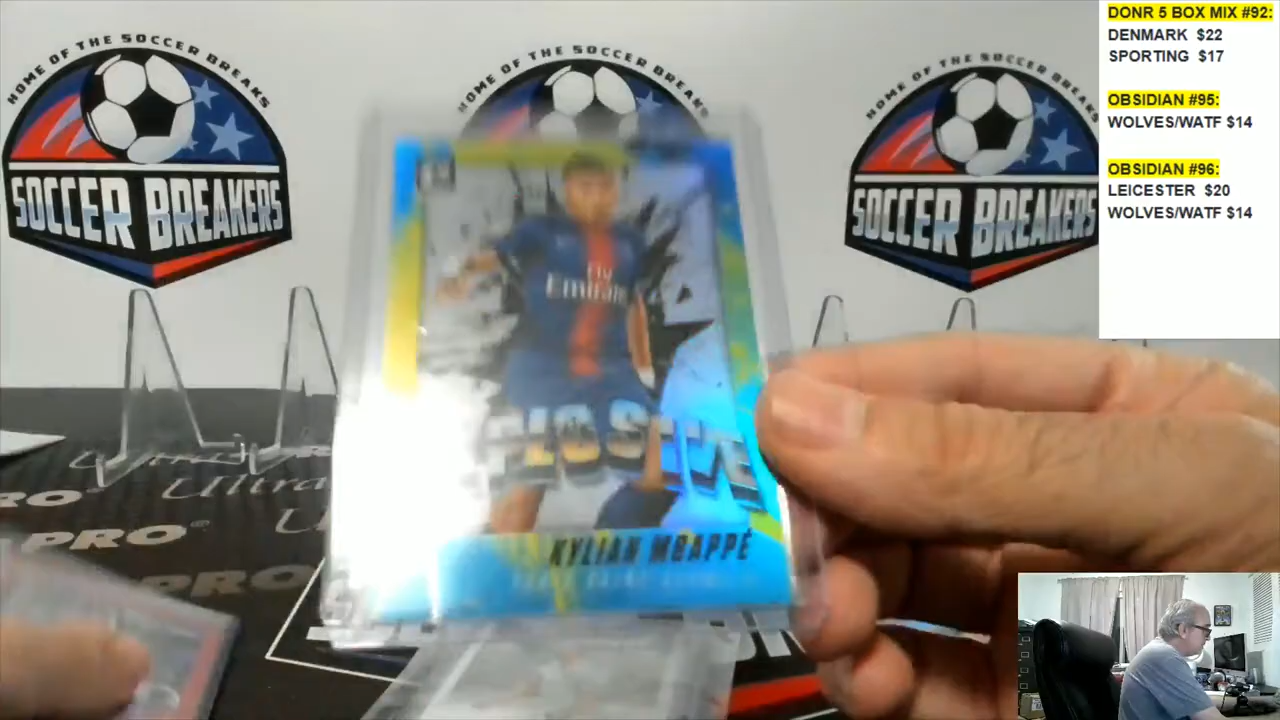 HOME OF THE SOCCER BREAKS
SOCCER BREAKERS
HOME OF THE SOCCER BREAKS
HOME OF THE SOCCER BREAKS
SOCCER BREAKERS
DONR 5 BOX MIX #92:
DENMARK $22
SPORTING $17
OBSIDIAN #95:
WOLVES/WATF $14
OBSIDIAN #96:
LEICESTER $20
WOLVES/WATF $14
Fly
Emirates
KYLIAN MBAPPÉ
Ultra
PRO
PRO
PRO